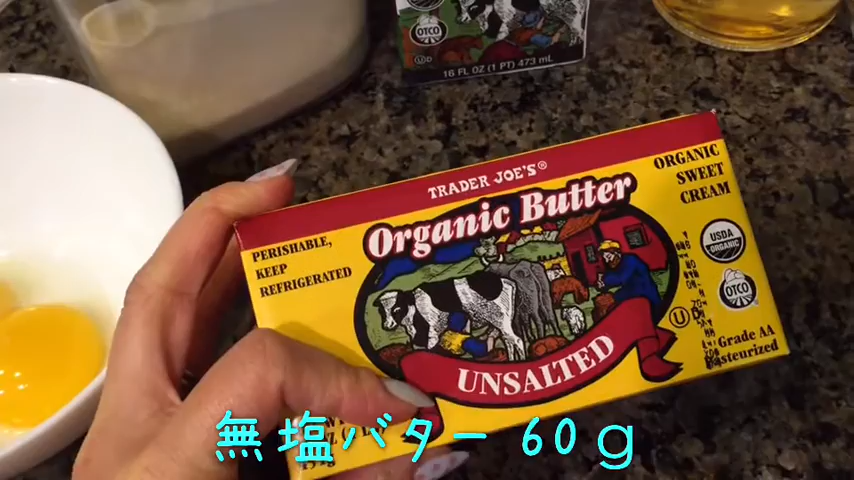 OTCO
16 FL OZ (1 PT) 473 mL
TRADER JOE'S®
Organic Butter
PERISHABLE,
KEEP
REFRIGERATED
ORGANIC
SWEET
CREAM
USDA
ORGANIC
OTCO
UNSALTED
Grade AA
無塩バター 60g